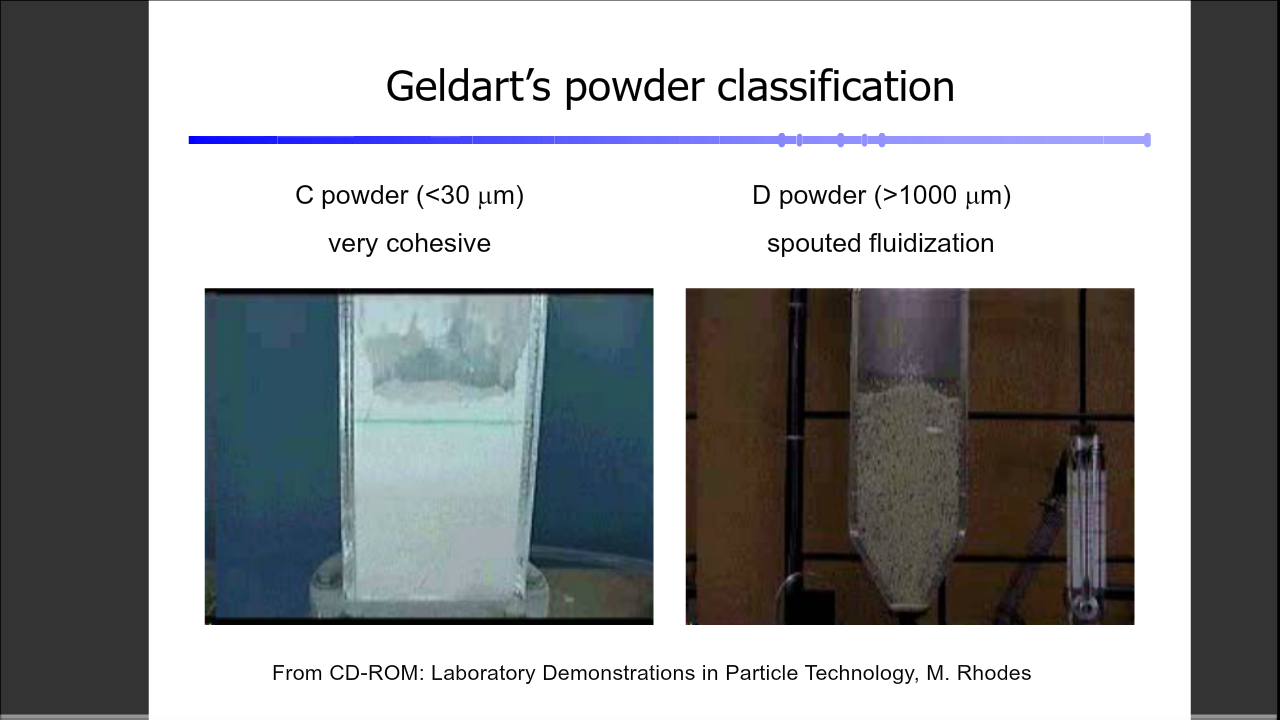 Geldart’s powder classification
C powder (<30 μm)
very cohesive
D powder (>1000 μm)
spouted fluidization
From CD-ROM: Laboratory Demonstrations in Particle Technology, M. Rhodes